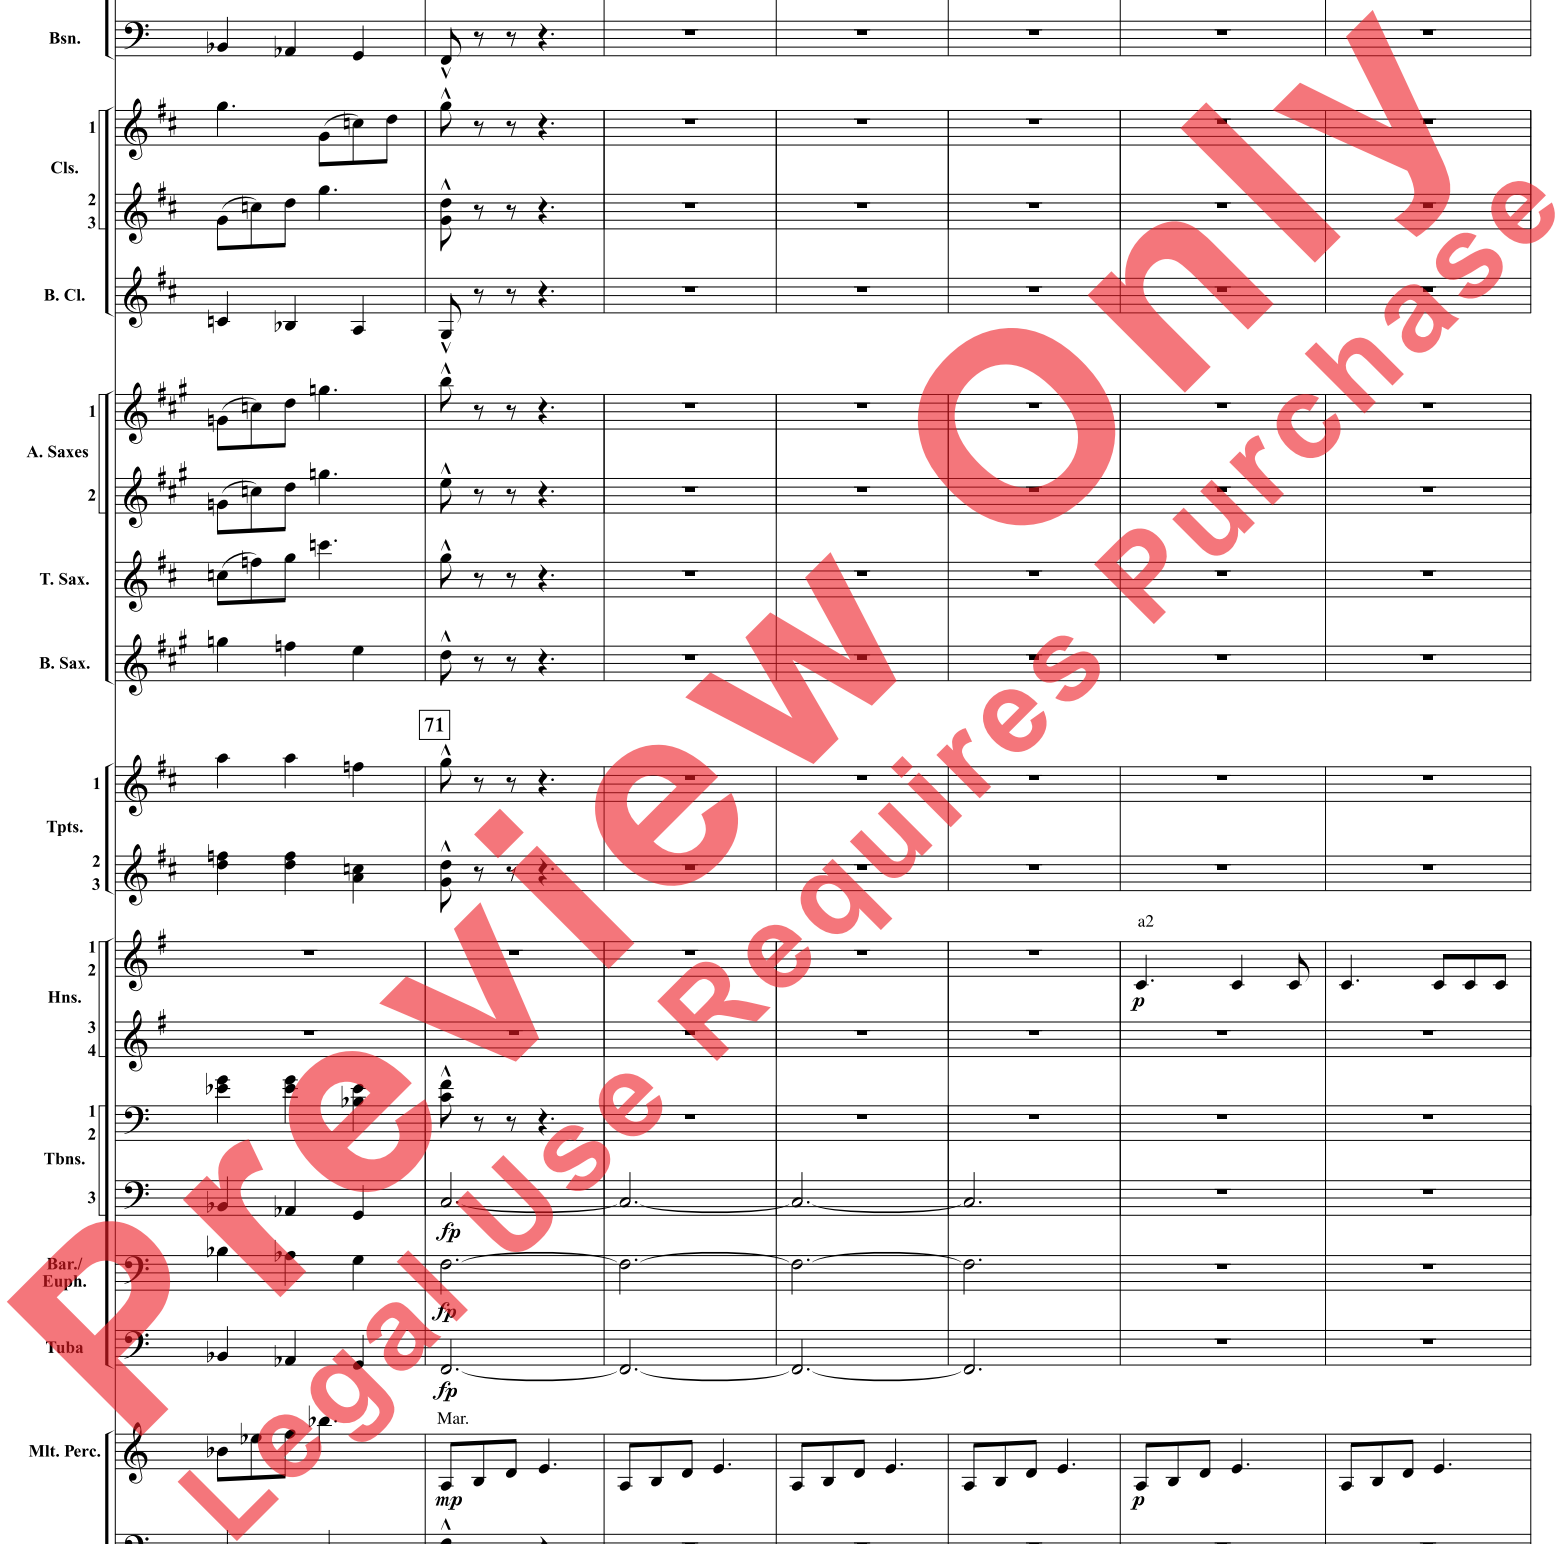 Bsn.
1
Cls.
2
3
B. Cl.
1
A. Saxes
2
T. Sax.
B. Sax.
71
1
Tpts.
2
3
a2
1
2
p
Hns.
3
4
1
2
Tbns.
3
fp
Bar./
Euph.
fp
Tuba
fp
Mar.
Mlt. Perc.
mp
p
Preview Only
Legal Use Requires Purchase